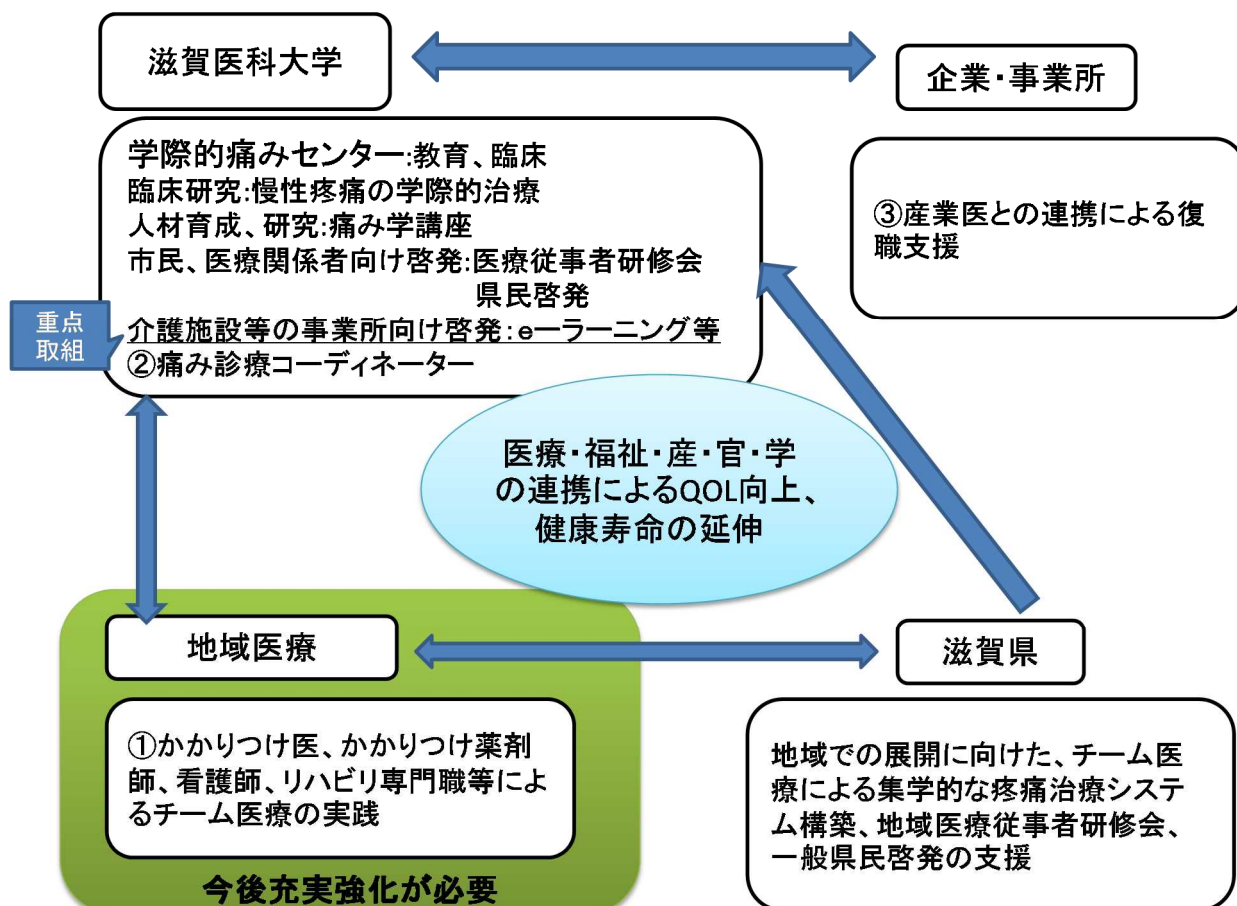 滋賀医科大学
企業・事業所
学際的痛みセンター:教育、臨床
臨床研究:慢性疼痛の学際的治療
人材育成、研究:痛み学講座
市民、医療関係者向け啓発:医療従事者研修会
県民啓発
介護施設等の事業所向け啓発:eーラーニング等
②痛み診療コーディネーター
重点
取組
③産業医との連携による復
職支援
医療・福祉・産・官・学
の連携によるQOL向上、
健康寿命の延伸
地域医療
①かかりつけ医、かかりつけ薬剤
師、看護師、リハビリ専門職等によ
るチーム医療の実践
今後充実強化が必要
滋賀県
地域での展開に向けた、チーム医
療による集学的な疼痛治療システ
ム構築、地域医療従事者研修会、
一般県民啓発の支援